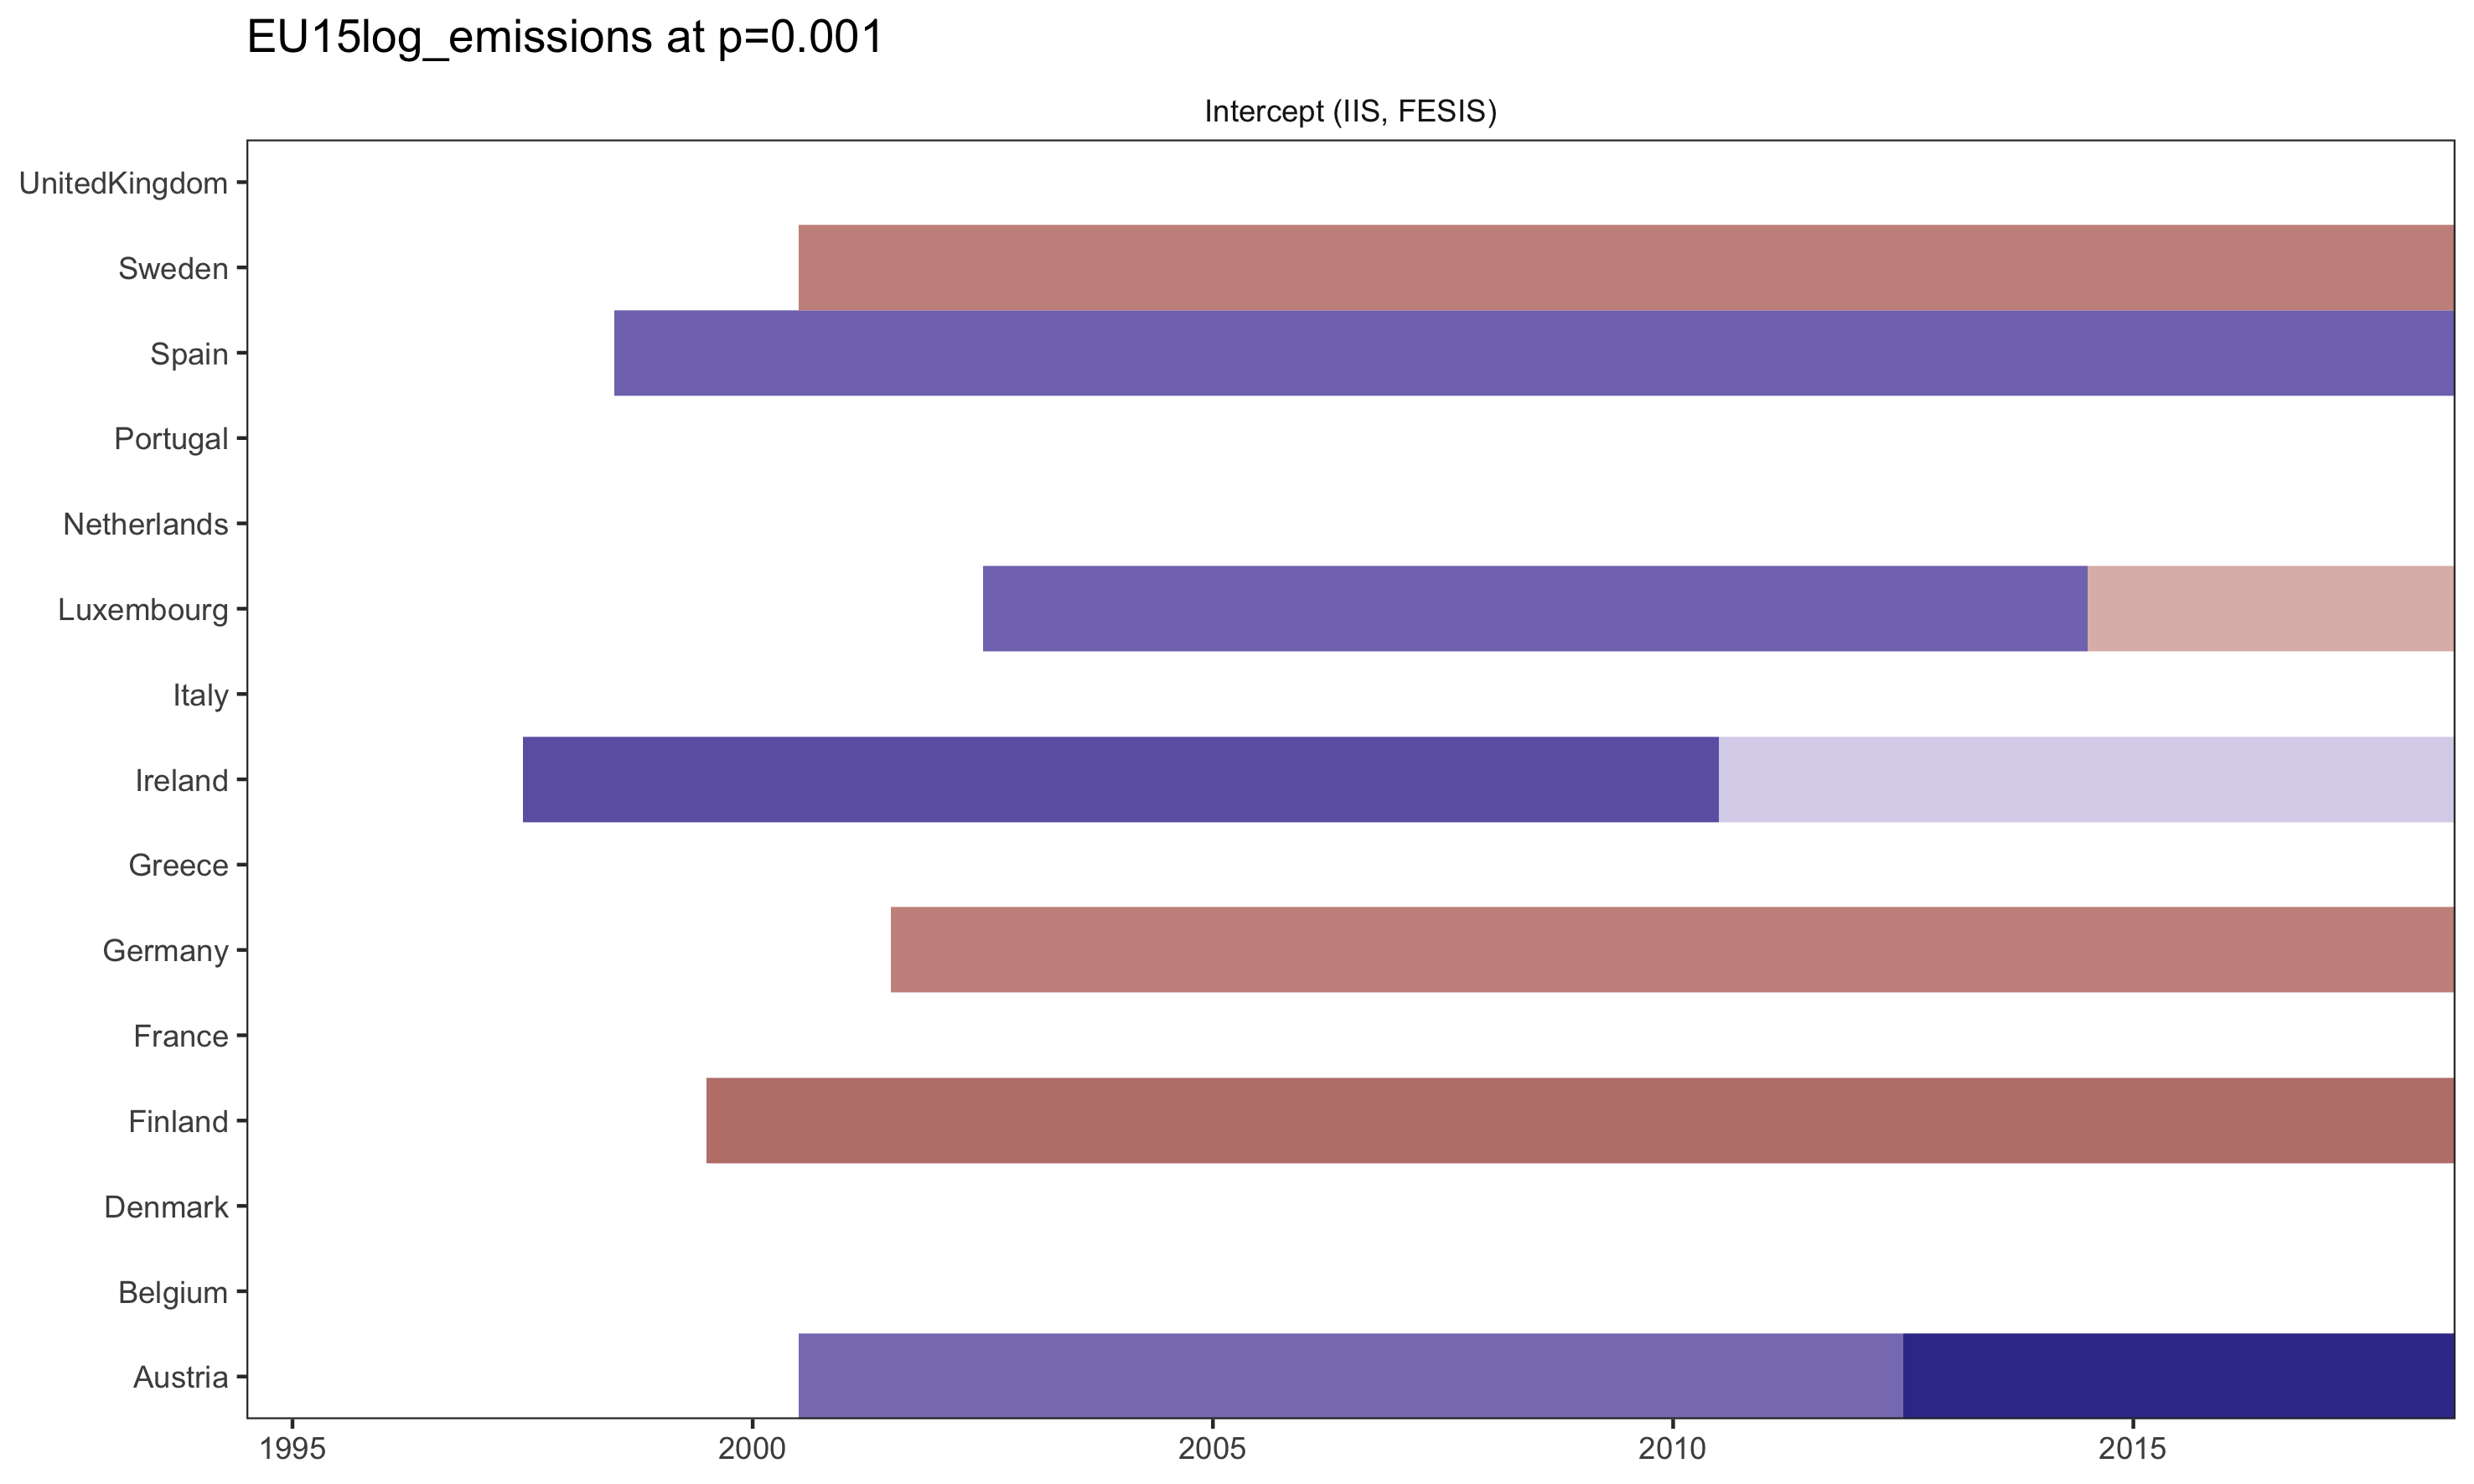 EU15log_emissions at p=0.001
Intercept (IIS, FESIS)
UnitedKingdom
Sweden
Spain
Portugal
Netherlands
Luxembourg
Italy
Ireland
Greece
Germany
France
Finland
Denmark
Belgium
Austria
1995 2000 2005 2010 2015